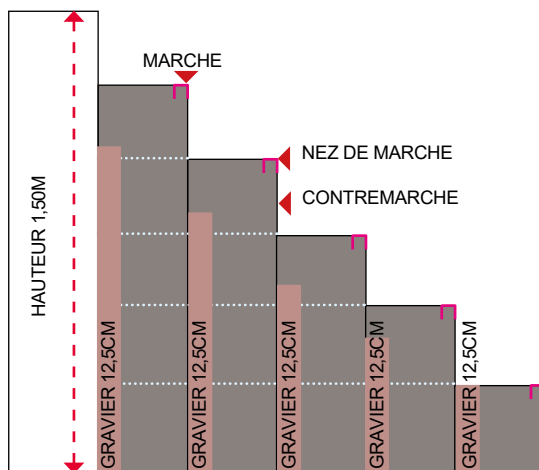 MARCHE
NEZ DE MARCHE
CONTREMARCHE
HAUTEUR 1,50M
GRAVIER 12,5CM
GRAVIER 12,5CM
GRAVIER 12,5CM
GRAVIER 12,5CM
GRAVIER 12,5CM